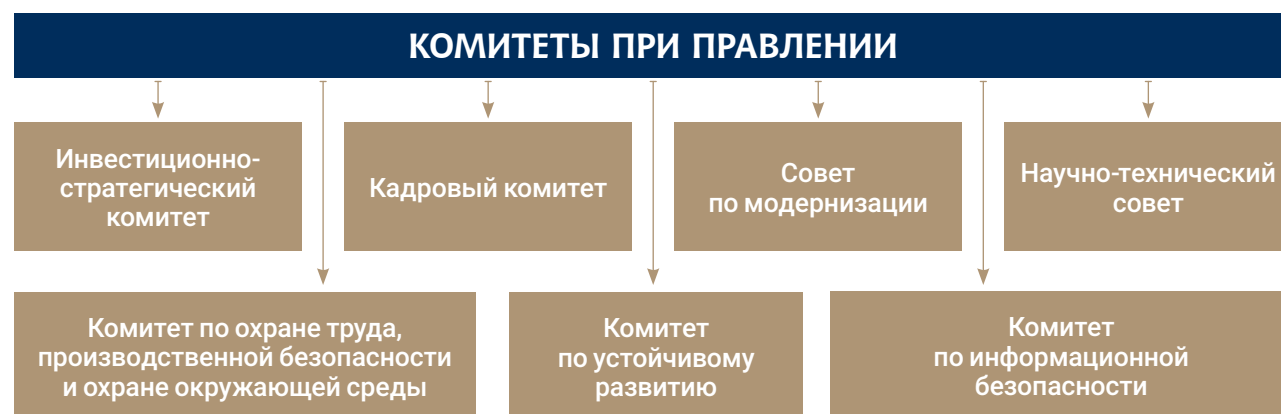 КОМИТЕТЫ ПРИ ПРАВЛЕНИИ
Инвестиционно-
стратегический
комитет
Кадровый комитет
Совет
по модернизации
Научно-технический
совет
Комитет по охране труда,
производственной безопасности
и охране окружающей среды
Комитет
по устойчивому
развитию
Комитет
по информационной
безопасности